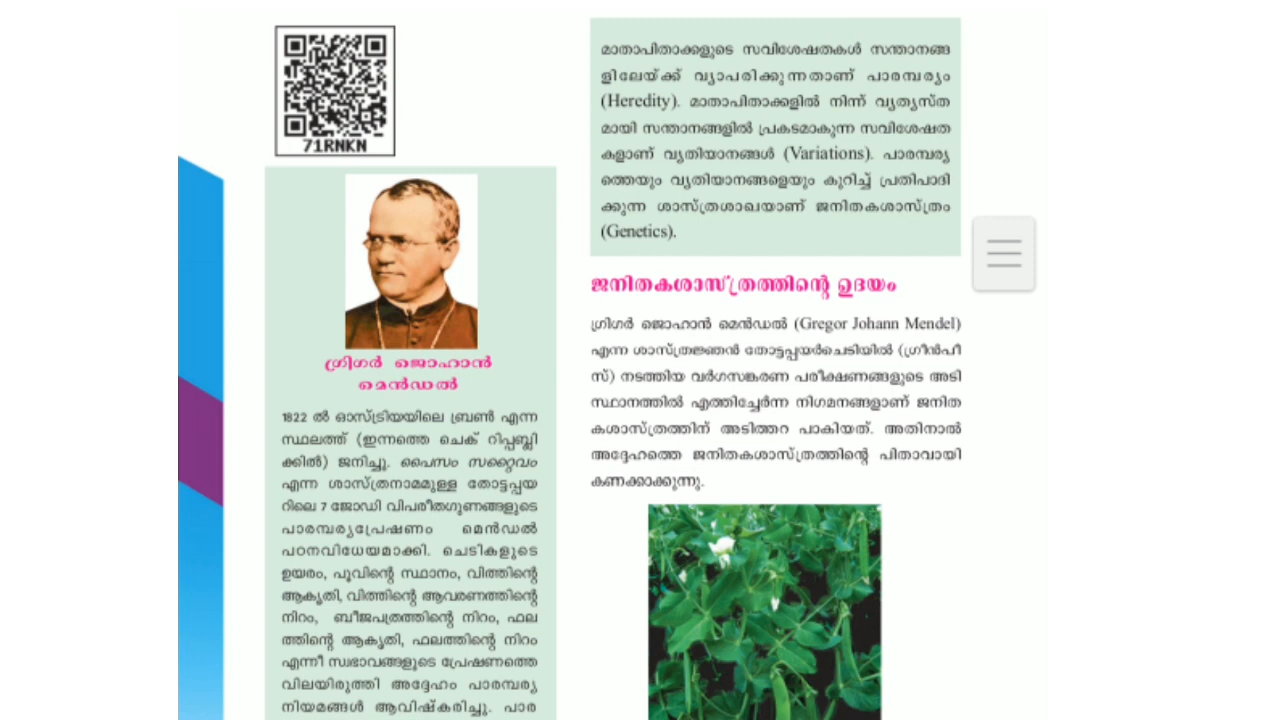 71RNKN
ഗ്രിഗർ ജൊഹാൻ
മെൻഡൽ
1822 ൽ ഓസ്ട്രിയയിലെ ബ്രൺ എന്ന
സ്ഥലത്ത് (ഇന്നത്തെ ചെക് റിപ്പബ്ലി
ക്കിൽ) ജനിച്ചു. പൈസം സറ്റൈവം
എന്ന ശാസ്ത്രനാമമുള്ള തോട്ടപ്പയ
റിലെ 7 ജോഡി വിപരീതഗുണങ്ങളുടെ
പാരമ്പര്യപ്രേഷണം മെൻഡൽ
പഠനവിധേയമാക്കി. ചെടികളുടെ
ഉയരം, പൂവിന്റെ സ്ഥാനം, വിത്തിന്റെ
ആകൃതി, വിത്തിന്റെ ആവരണത്തിന്റെ
നിറം, ബീജപത്രത്തിന്റെ നിറം, ഫല
ത്തിന്റെ ആകൃതി, ഫലത്തിന്റെ നിറം
എന്നീ സ്വഭാവങ്ങളുടെ പ്രേഷണത്തെ
വിലയിരുത്തി അദ്ദേഹം പാരമ്പര്യ
നിയമങ്ങൾ ആവിഷ്കരിച്ചു. പാര
മാതാപിതാക്കളുടെ സവിശേഷതകൾ സന്താനങ്ങ
ളിലേയ്ക്ക് വ്യാപരിക്കുന്നതാണ് പാരമ്പര്യം
(Heredity). മാതാപിതാക്കളിൽ നിന്ന് വ്യത്യസ്ത
മായി സന്താനങ്ങളിൽ പ്രകടമാകുന്ന സവിശേഷത
കളാണ് വ്യതിയാനങ്ങൾ (Variations). പാരമ്പര്യ
ത്തെയും വ്യതിയാനങ്ങളെയും കുറിച്ച് പ്രതിപാദി
ക്കുന്ന ശാസ്ത്രശാഖയാണ് ജനിതകശാസ്ത്രം
(Genetics).
ജനിതകശാസ്ത്രത്തിന്റെ ഉദയം
ഗ്രിഗർ ജൊഹാൻ മെൻഡൽ (Gregor Johann Mendel)
എന്ന ശാസ്ത്രജ്ഞൻ തോട്ടപ്പയർചെടിയിൽ (ഗ്രീൻപീ
സ്) നടത്തിയ വർഗസങ്കരണ പരീക്ഷണങ്ങളുടെ അടി
സ്ഥാനത്തിൽ എത്തിച്ചേർന്ന നിഗമനങ്ങളാണ് ജനിത
കശാസ്ത്രത്തിന് അടിത്തറ പാകിയത്. അതിനാൽ
അദ്ദേഹത്തെ ജനിതകശാസ്ത്രത്തിന്റെ പിതാവായി
കണക്കാക്കുന്നു.